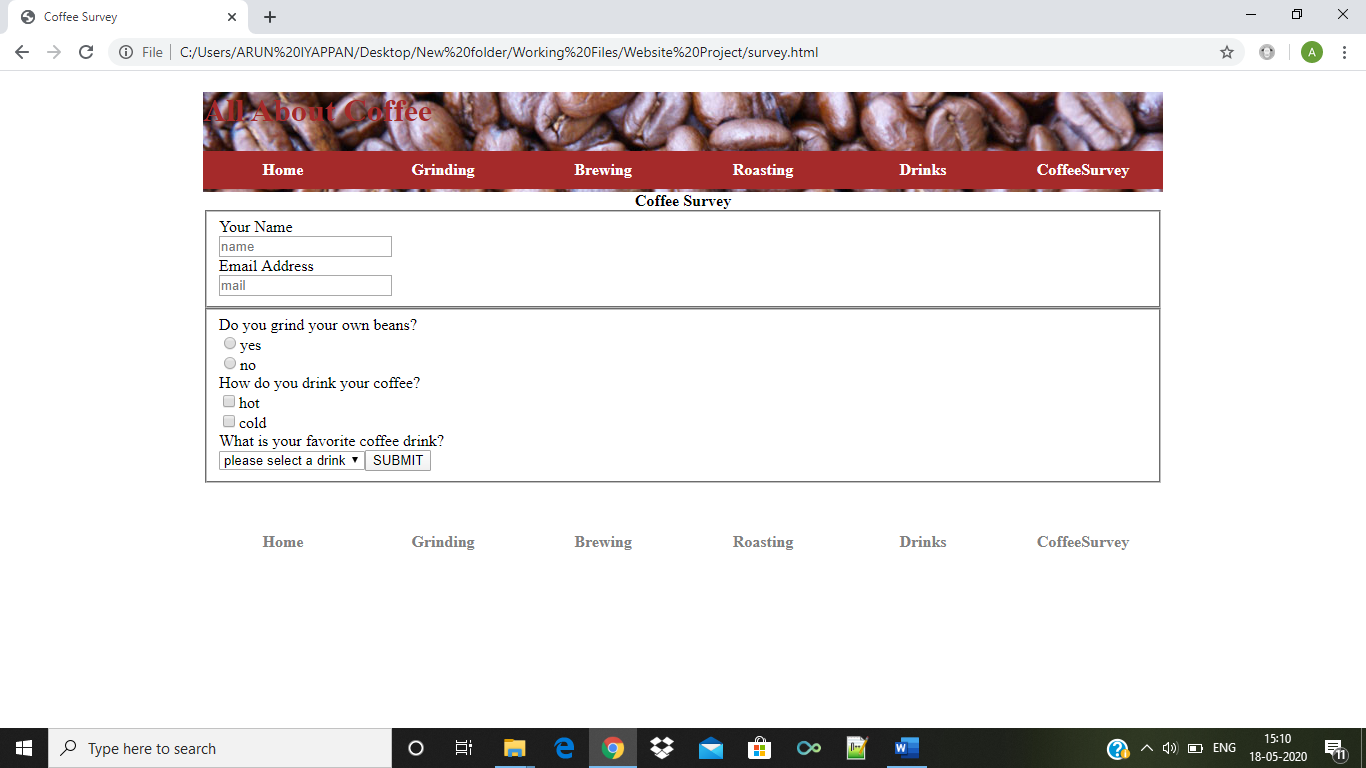 Coffee Survey
File
C:/Users/ARUN%20IYAPPAN/Desktop/New%20folder/Working%20Files/Website%20Project/survey.html
A
All About Coffee
Home Grinding Brewing Roasting Drinks CoffeeSurvey
Coffee Survey
Your Name
name
Email Address
mail
Do you grind your own beans?
yes
no
How do you drink your coffee?
hot
cold
What is your favorite coffee drink?
please select a drink SUBMIT
Home Grinding Brewing Roasting Drinks CoffeeSurvey
Type here to search
ENG
15:10
18-05-2020
11